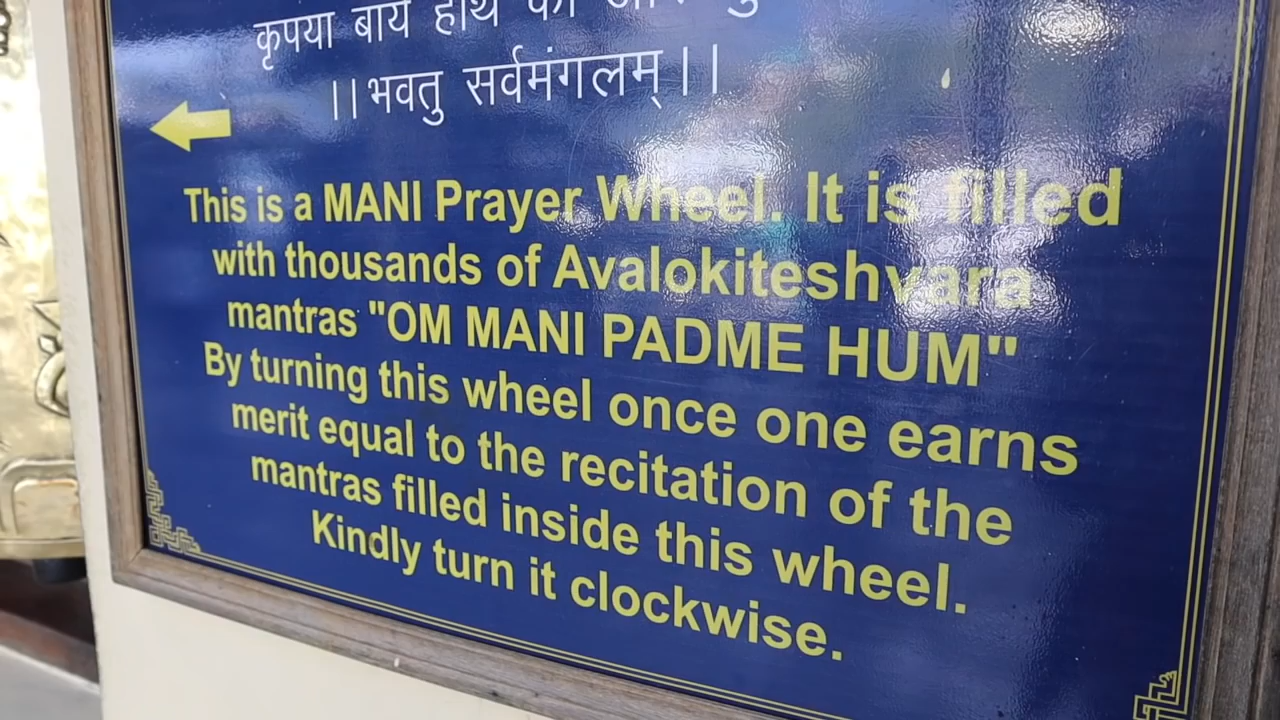 कृपया बायें हाथ की ओर
।।भवतु सर्वमंगलम्।।
This is a MANI Prayer Wheel. It is filled
with thousands of Avalokiteshvara
mantras "OM MANI PADME HUM"
By turning this wheel once one earns
merit equal to the recitation of the
mantras filled inside this wheel.
Kindly turn it clockwise.